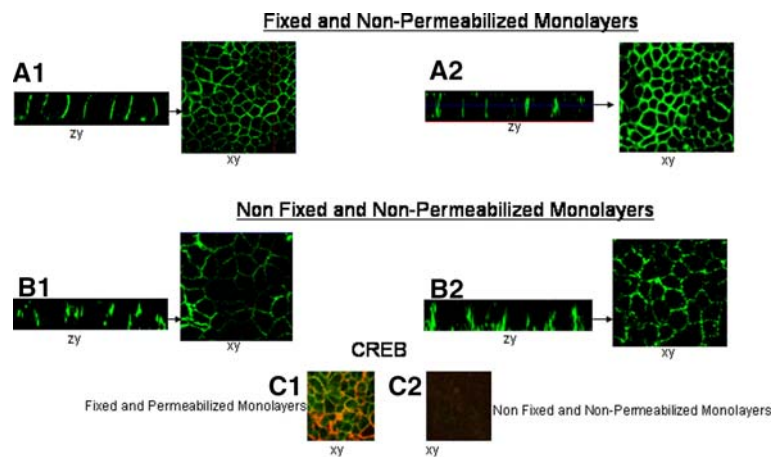 Fixed and Non-Permeabilized Monolayers
A1
zy
xy
A2
zy
xy
Non Fixed and Non-Permeabilized Monolayers
B1
zy
xy
B2
zy
xy
CREB
Fixed and Permeabilized Monolayers
C1
xy
C2
xy
Non Fixed and Non-Permeabilized Monolayers